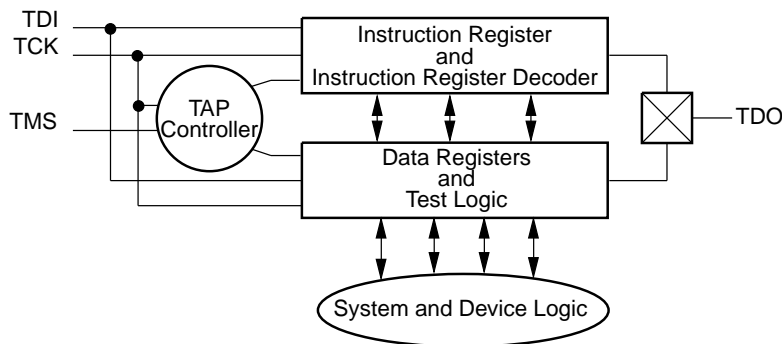 TDI
TCK
TMS
TAP
Controller
Instruction Register
and
Instruction Register Decoder
Data Registers
and
Test Logic
System and Device Logic
TDO